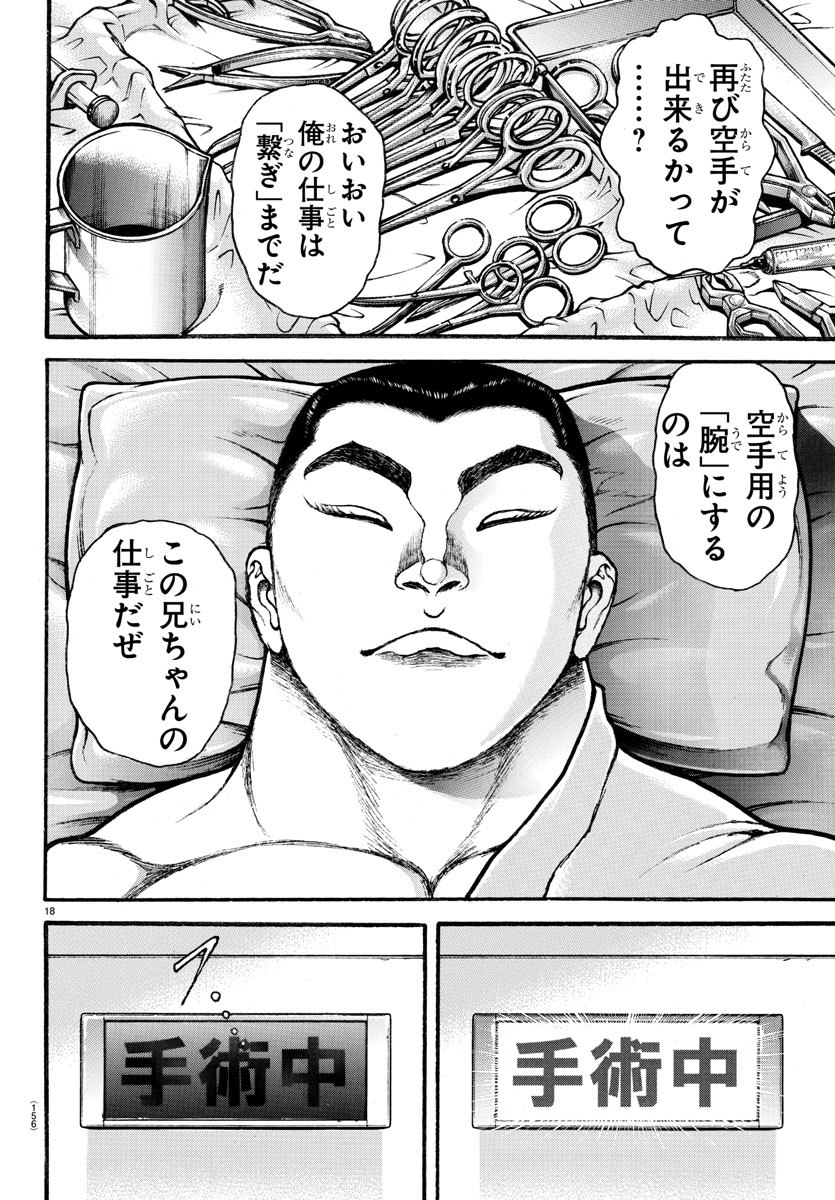 再び空手が
出来るかって
……？
おいおい
俺の仕事は
「繋ぎ」までだ
空手用の
「腕」にする
のは
この兄ちゃんの
仕事だぜ
18
手術中
フ
手術中
(156)